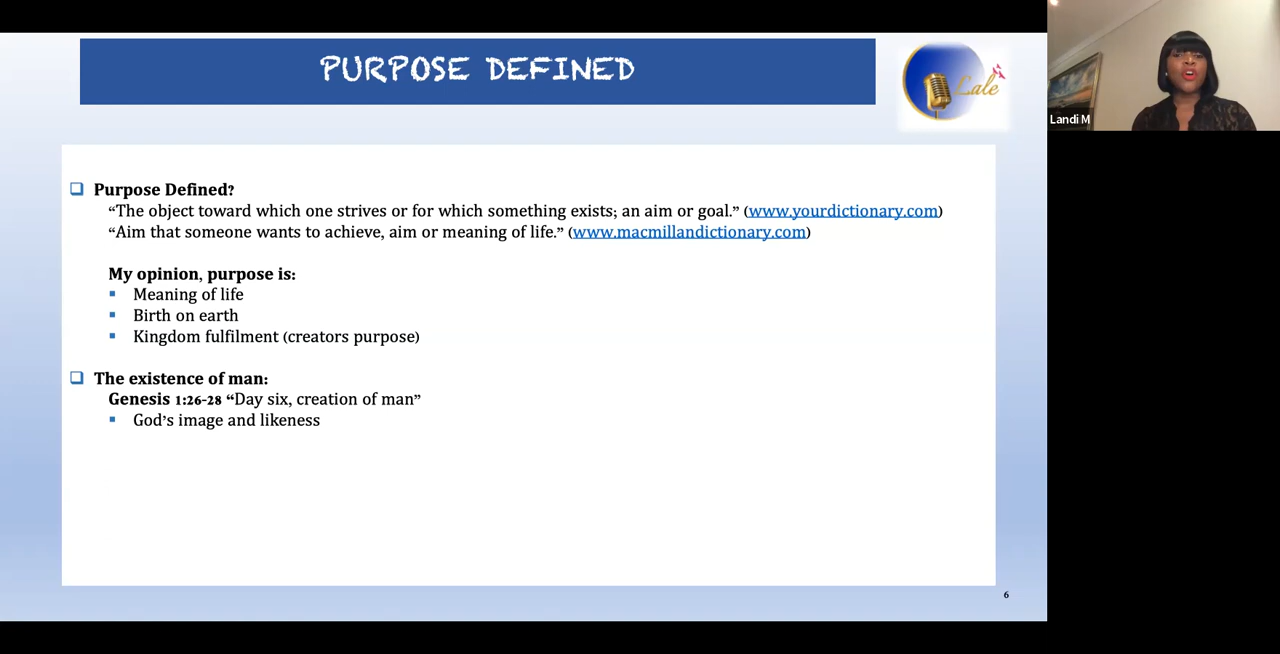 PURPOSE DEFINED
Lale
Landi M
Purpose Defined?
“The object toward which one strives or for which something exists; an aim or goal.” (www.yourdictionary.com)
“Aim that someone wants to achieve, aim or meaning of life.” (www.macmillandictionary.com)
My opinion, purpose is:
Meaning of life
Birth on earth
Kingdom fulfilment (creators purpose)
The existence of man:
Genesis 1:26-28 “Day six, creation of man”
God’s image and likeness
6